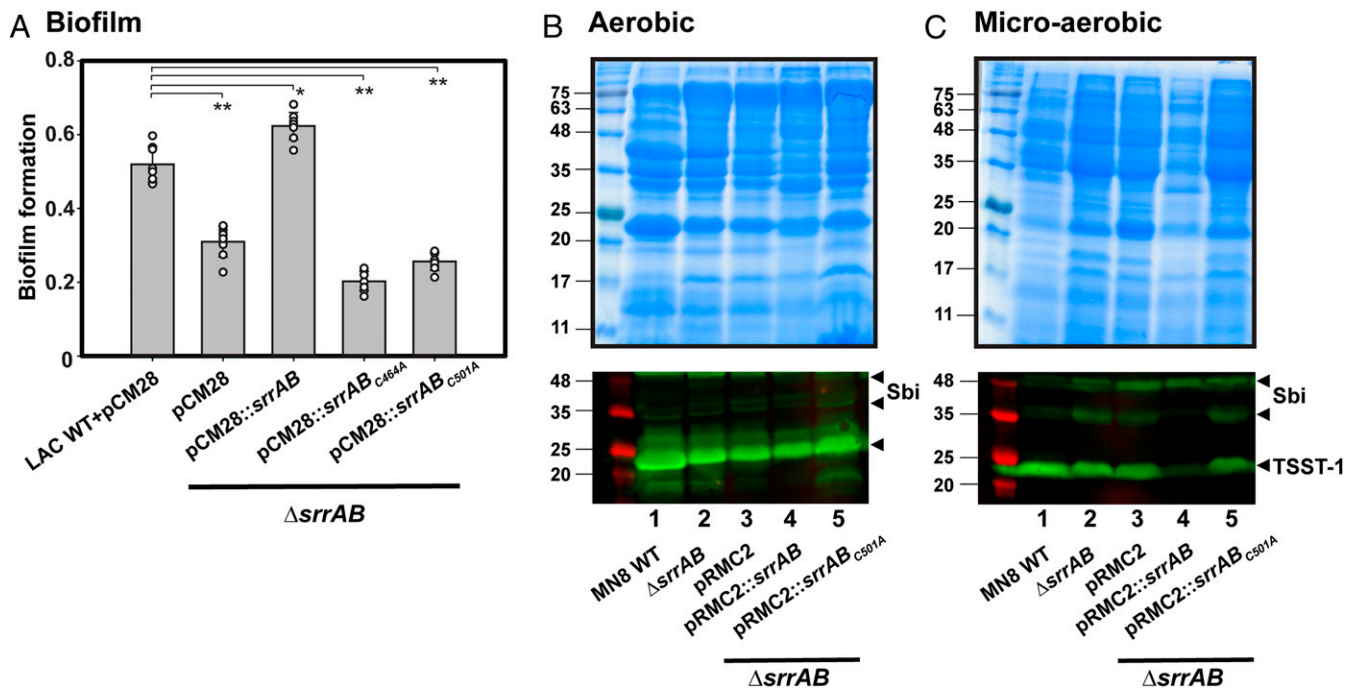 A Biofilm
Biofilm formation
0.8
0.6
0.4
0.2
0
**
*
**
**
LAC WT+pCM28
pCM28
pCM28::srrAB
pCM28::srrAB C464A
pCM28::srrAB C501A
ΔsrrAB
B Aerobic
75
63
48
35
25
20
17
11
48
35
25
20
Sbi
1 2 3 4 5
MN8 WT
ΔsrrAB
pRMC2
pRMC2::srrAB
pRMC2::srrAB C501A
ΔsrrAB
C Micro-aerobic
75
63
48
35
25
20
17
11
48
35
25
20
Sbi
TSST-1
1 2 3 4 5
MN8 WT
ΔsrrAB
pRMC2
pRMC2::srrAB
pRMC2::srrAB C501A
ΔsrrAB